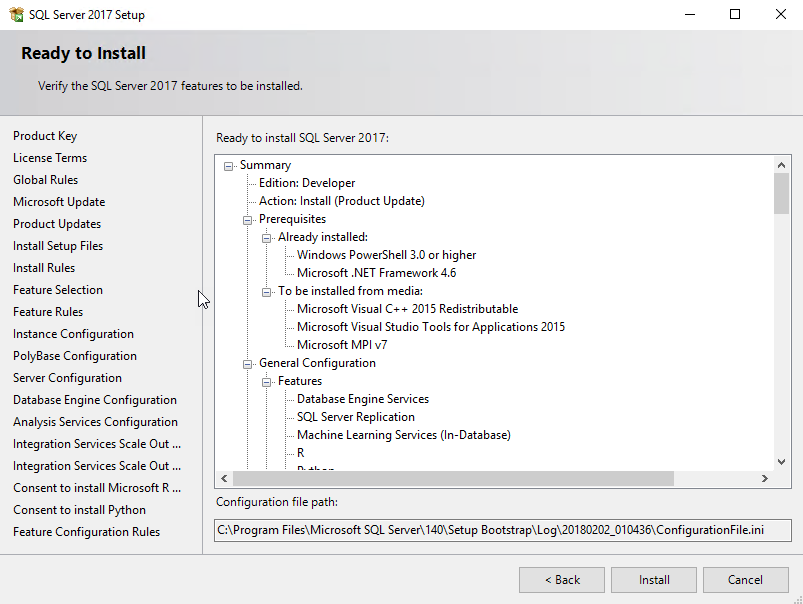 SQL Server 2017 Setup
Ready to Install
Verify the SQL Server 2017 features to be installed.
Product Key
License Terms
Global Rules
Microsoft Update
Product Updates
Install Setup Files
Install Rules
Feature Selection
Feature Rules
Instance Configuration
PolyBase Configuration
Server Configuration
Database Engine Configuration
Analysis Services Configuration
Integration Services Scale Out ...
Integration Services Scale Out ...
Consent to install Microsoft R ...
Consent to install Python
Feature Configuration Rules
Ready to install SQL Server 2017:
Summary
Edition: Developer
Action: Install (Product Update)
Prerequisites
Already installed:
Windows PowerShell 3.0 or higher
Microsoft .NET Framework 4.6
To be installed from media:
Microsoft Visual C++ 2015 Redistributable
Microsoft Visual Studio Tools for Applications 2015
Microsoft MPI v7
General Configuration
Features
Database Engine Services
SQL Server Replication
Machine Learning Services (In-Database)
R
Python
Configuration file path:
C:\Program Files\Microsoft SQL Server\140\Setup Bootstrap\Log\20180202_010436\ConfigurationFile.ini
< Back
Install
Cancel